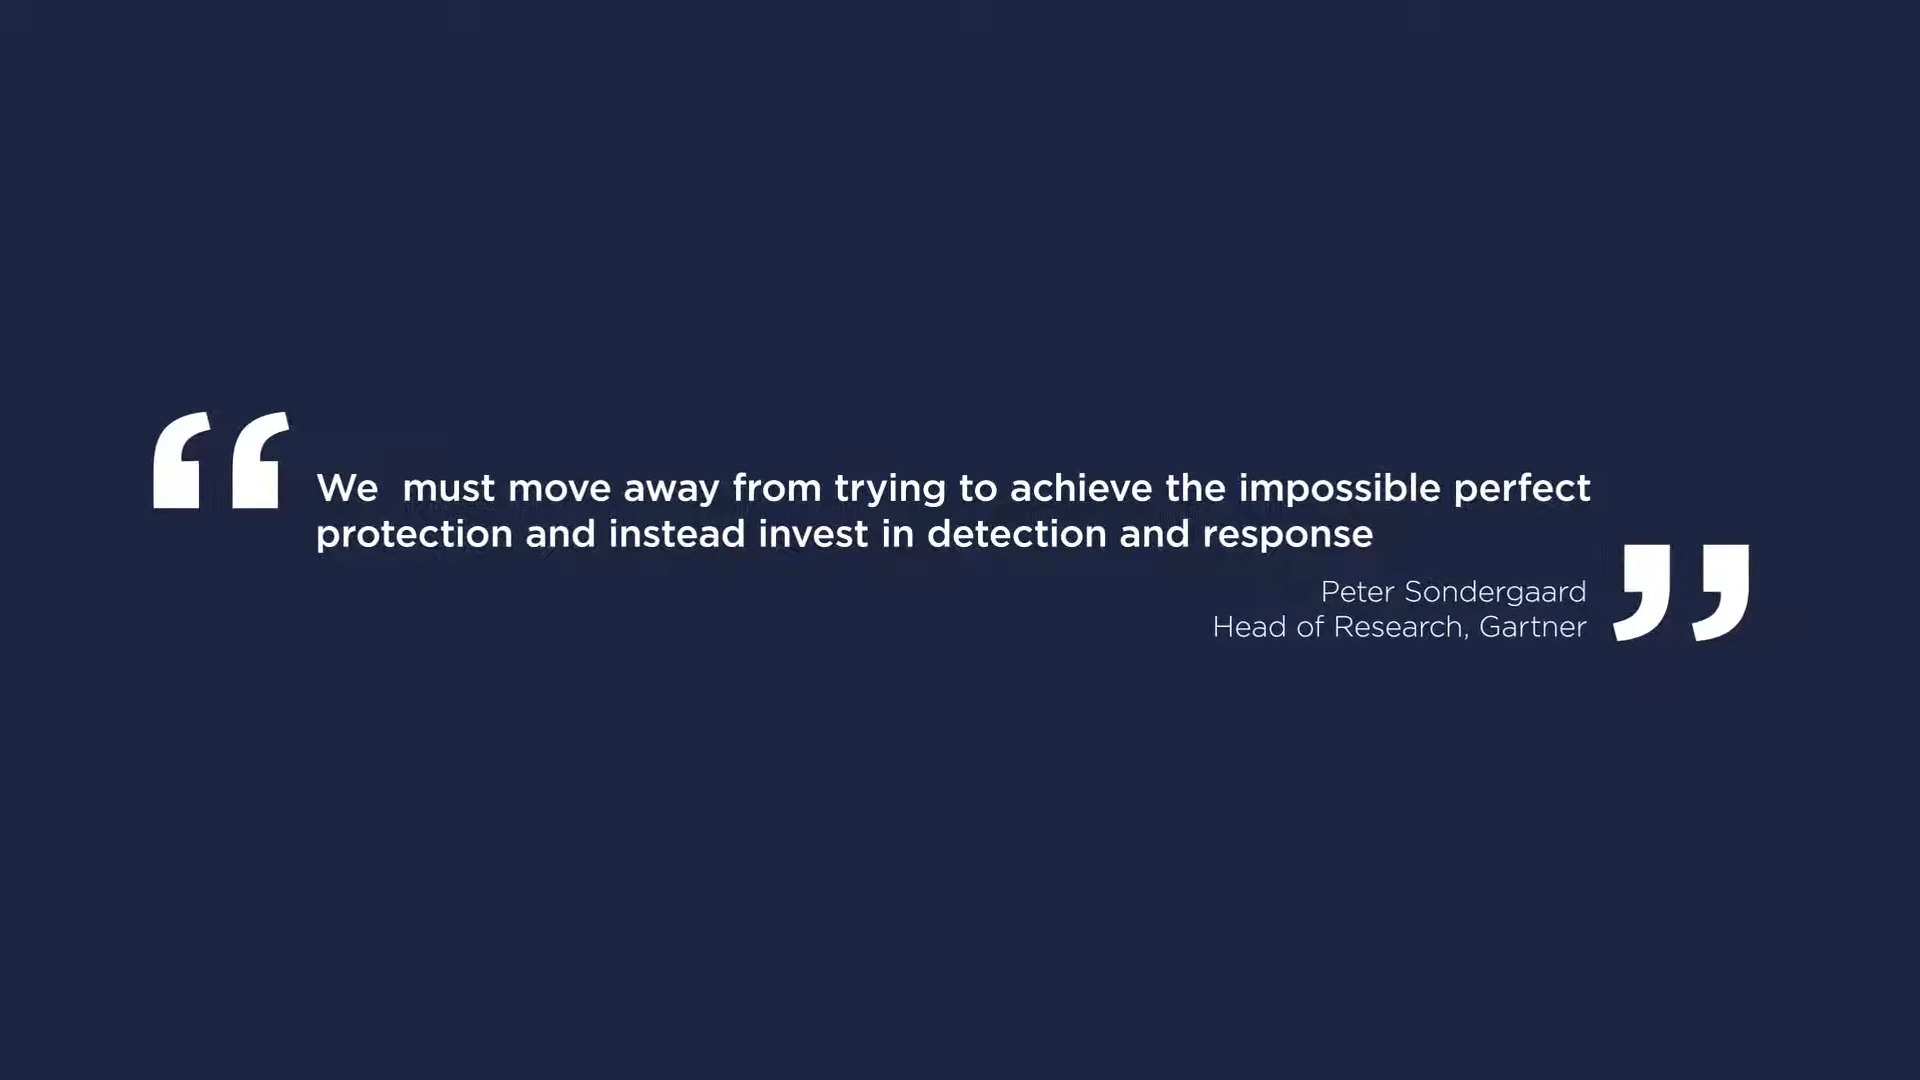 “We  must move away from trying to achieve the impossible perfect
protection and instead invest in detection and response
Peter Sondergaard
Head of Research, Gartner”